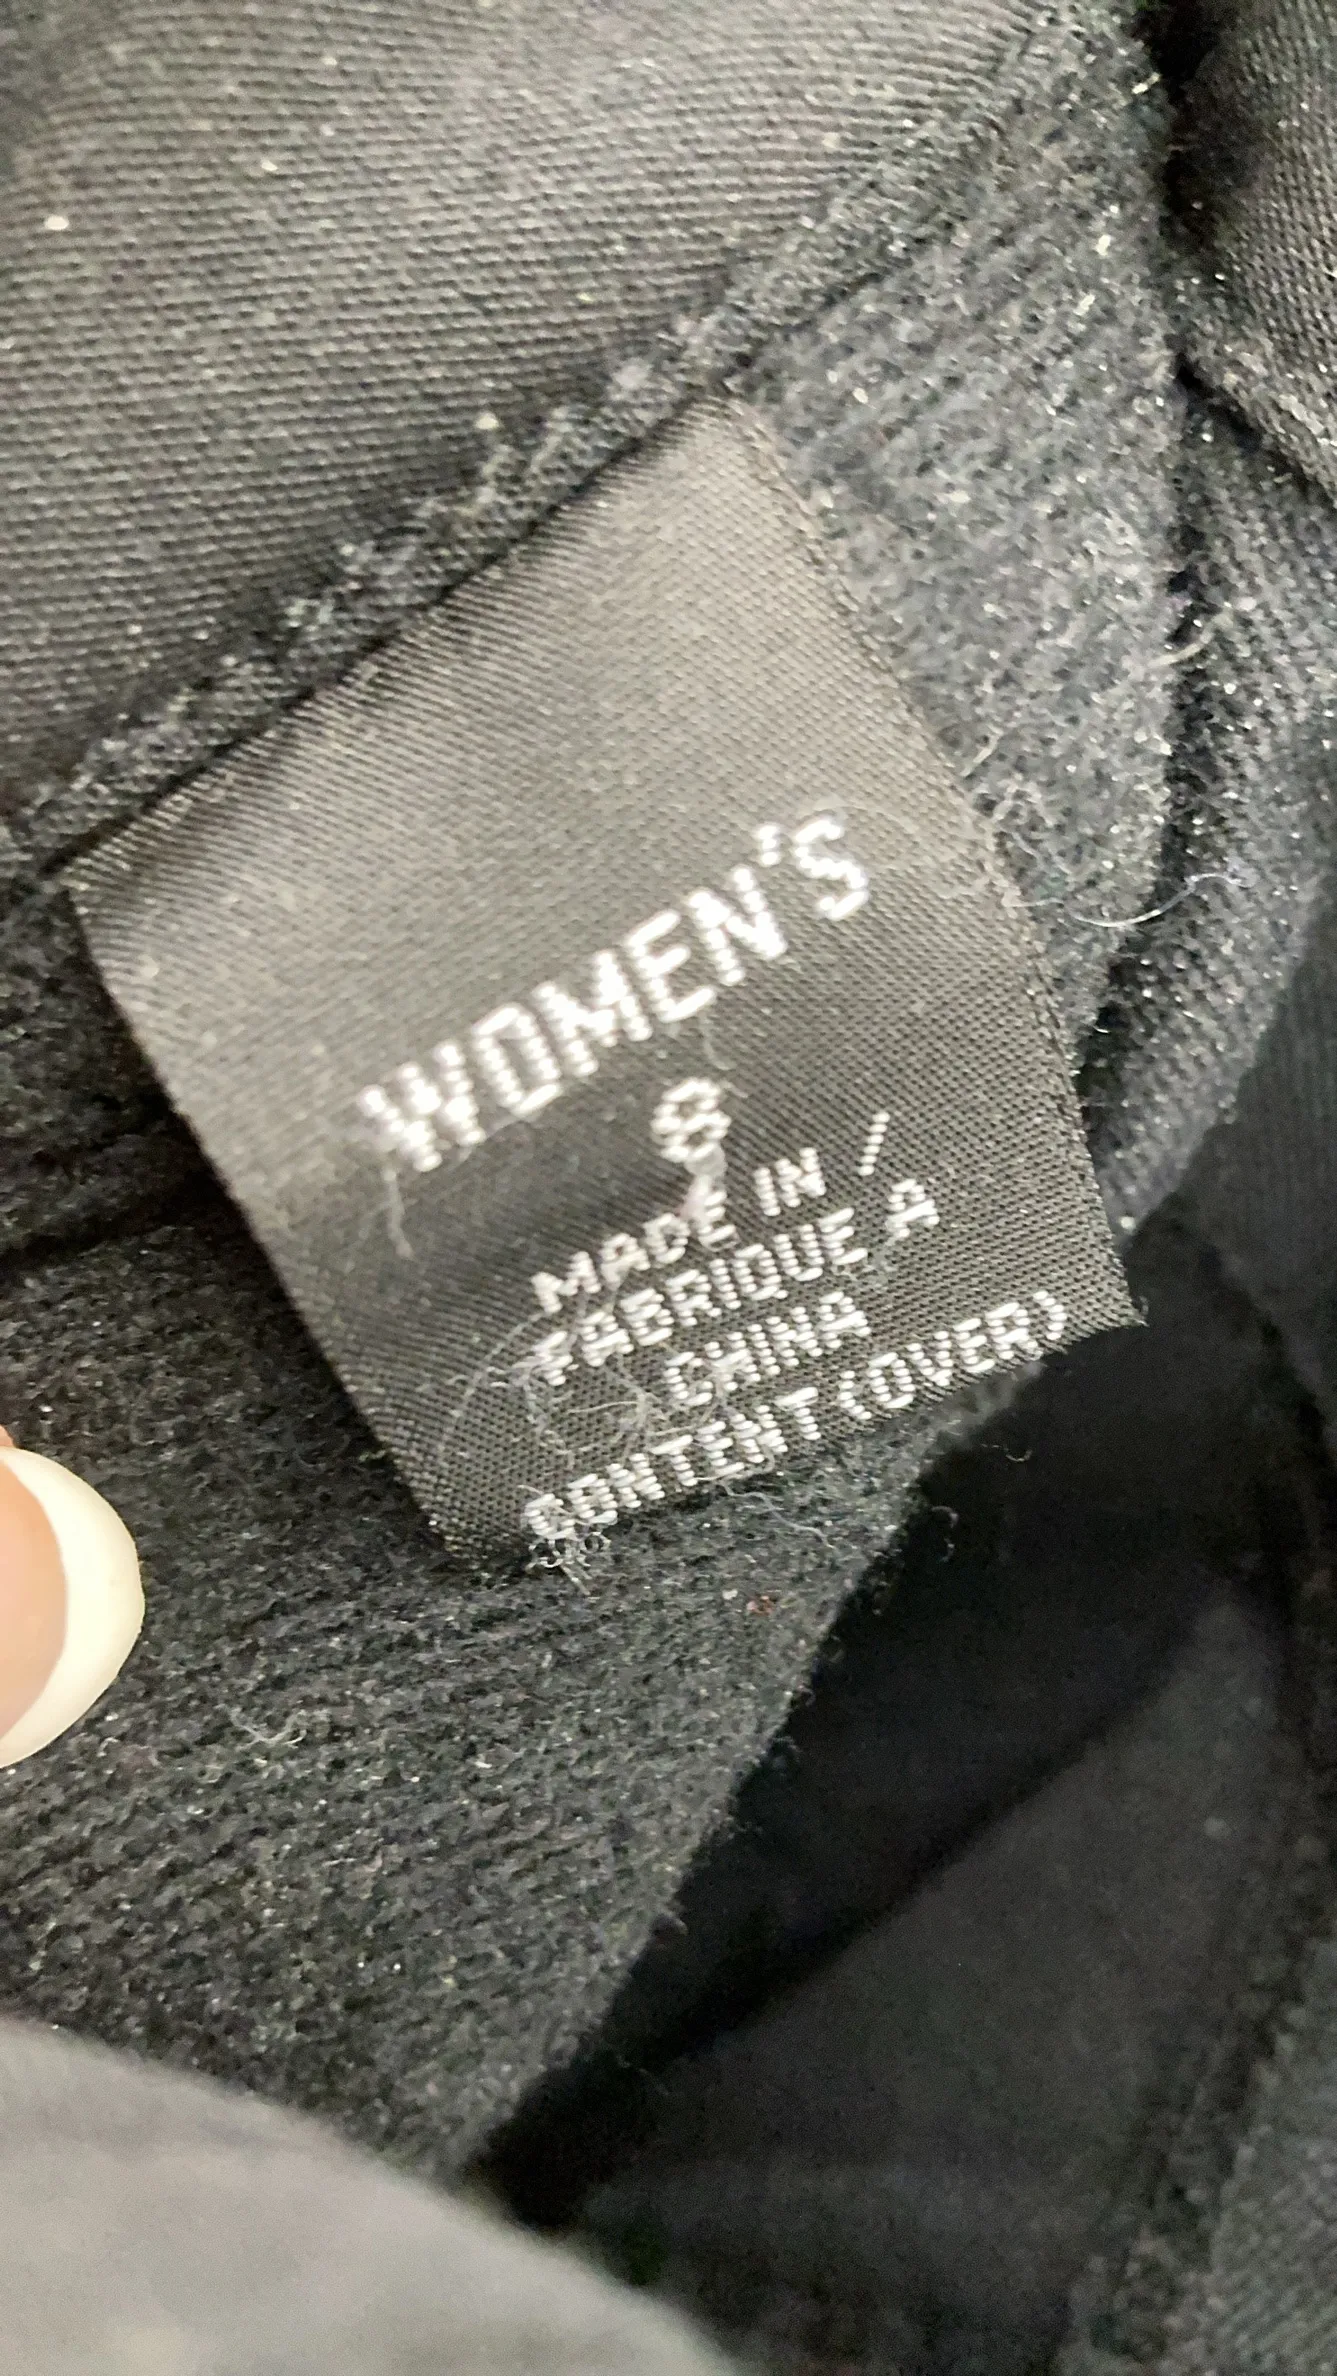 WOMEN'S
8
MADE IN /
FABRIQUE A
CHINA
CONTENT (OVER)